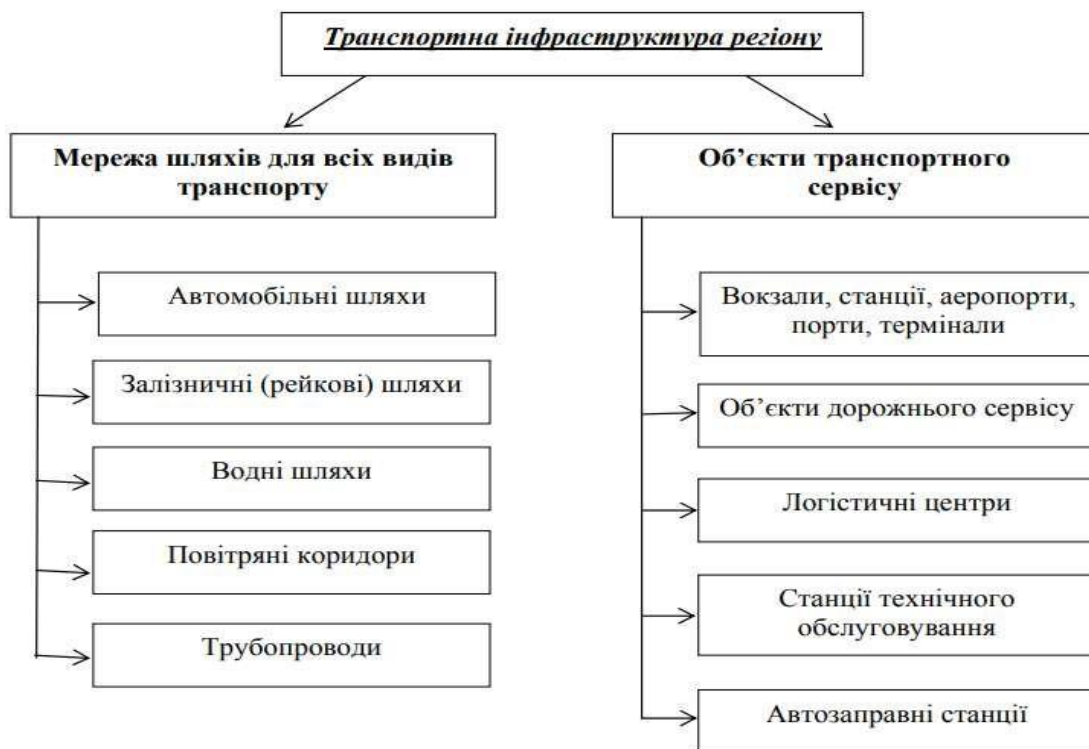 Транспортна інфраструктура регіону
Мережа шляхів для всіх видів
транспорту
Автомобільні шляхи
Залізничні (рейкові) шляхи
Водні шляхи
Повітряні коридори
Трубопроводи
Об’єкти транспортного
сервісу
Вокзали, станції, аеропорти,
порти, термінали
Об’єкти дорожнього сервісу
Логістичні центри
Станції технічного
обслуговування
Автозаправні станції